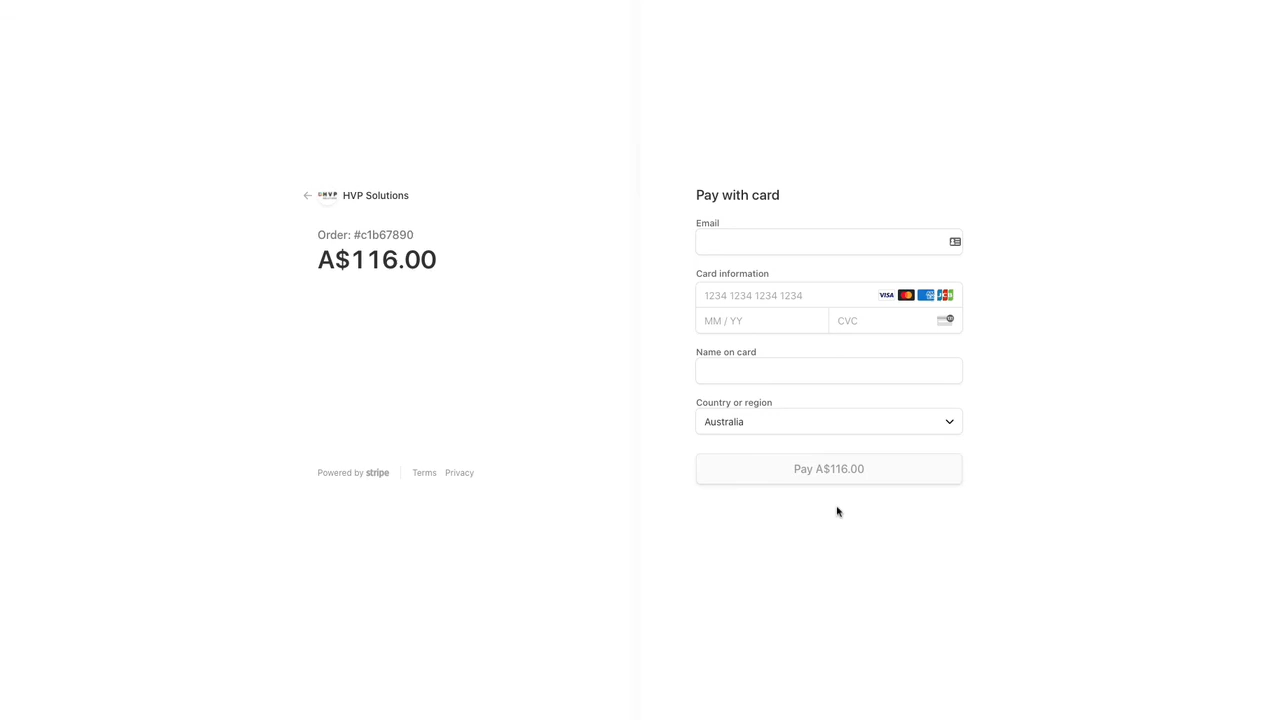 HVP
HVP Solutions
Order: #c1b67890
A$116.00
Powered by stripe
Terms
Privacy
Pay with card
Email
Card information
1234 1234 1234 1234
VISA
MM / YY
CVC
Name on card
Country or region
Australia
Pay A$116.00